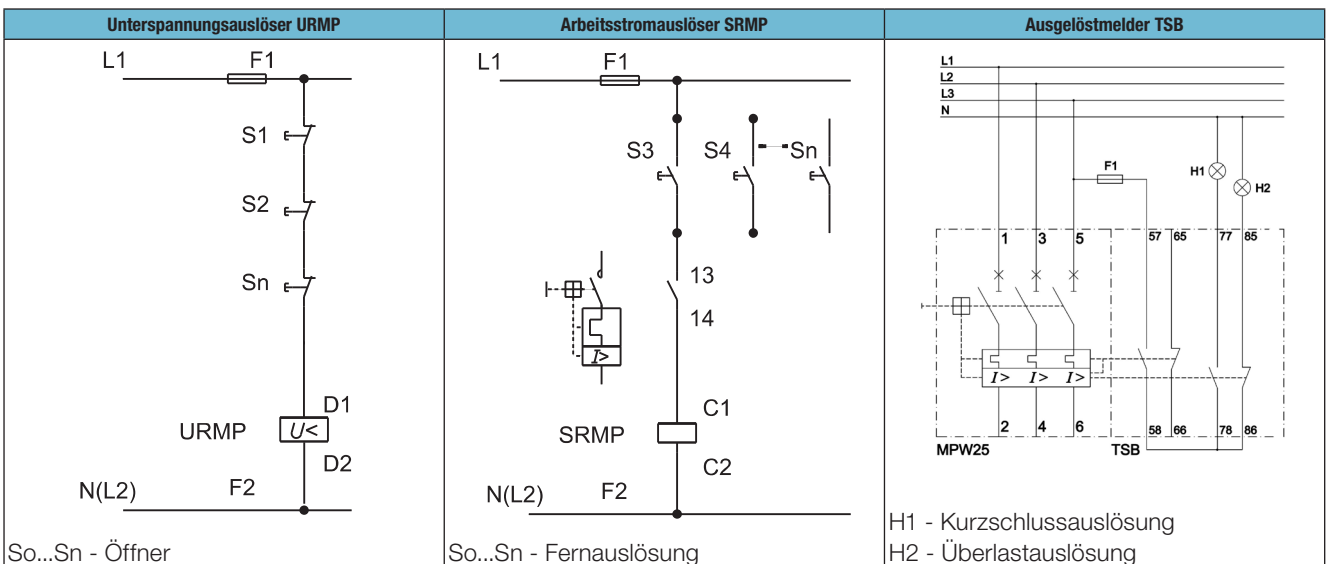 Unterspannungsauslöser URMP
L1 F1
S1
S2
Sn
D1
URMP U<
D2
N(L2) F2
So...Sn - Öffner
Arbeitsstromauslöser SRMP
L1 F1
S3 S4 Sn
13
14
I>
C1
SRMP
C2
N(L2) F2
So...Sn - Fernauslösung
Ausgelöstmelder TSB
L1
L2
L3
N
F1 H1 H2
1 3 5 57 65 77 85
I> I> I>
2 4 6 58 66 78 86
MPW25 TSB
H1 - Kurzschlussauslösung
H2 - Überlastauslösung